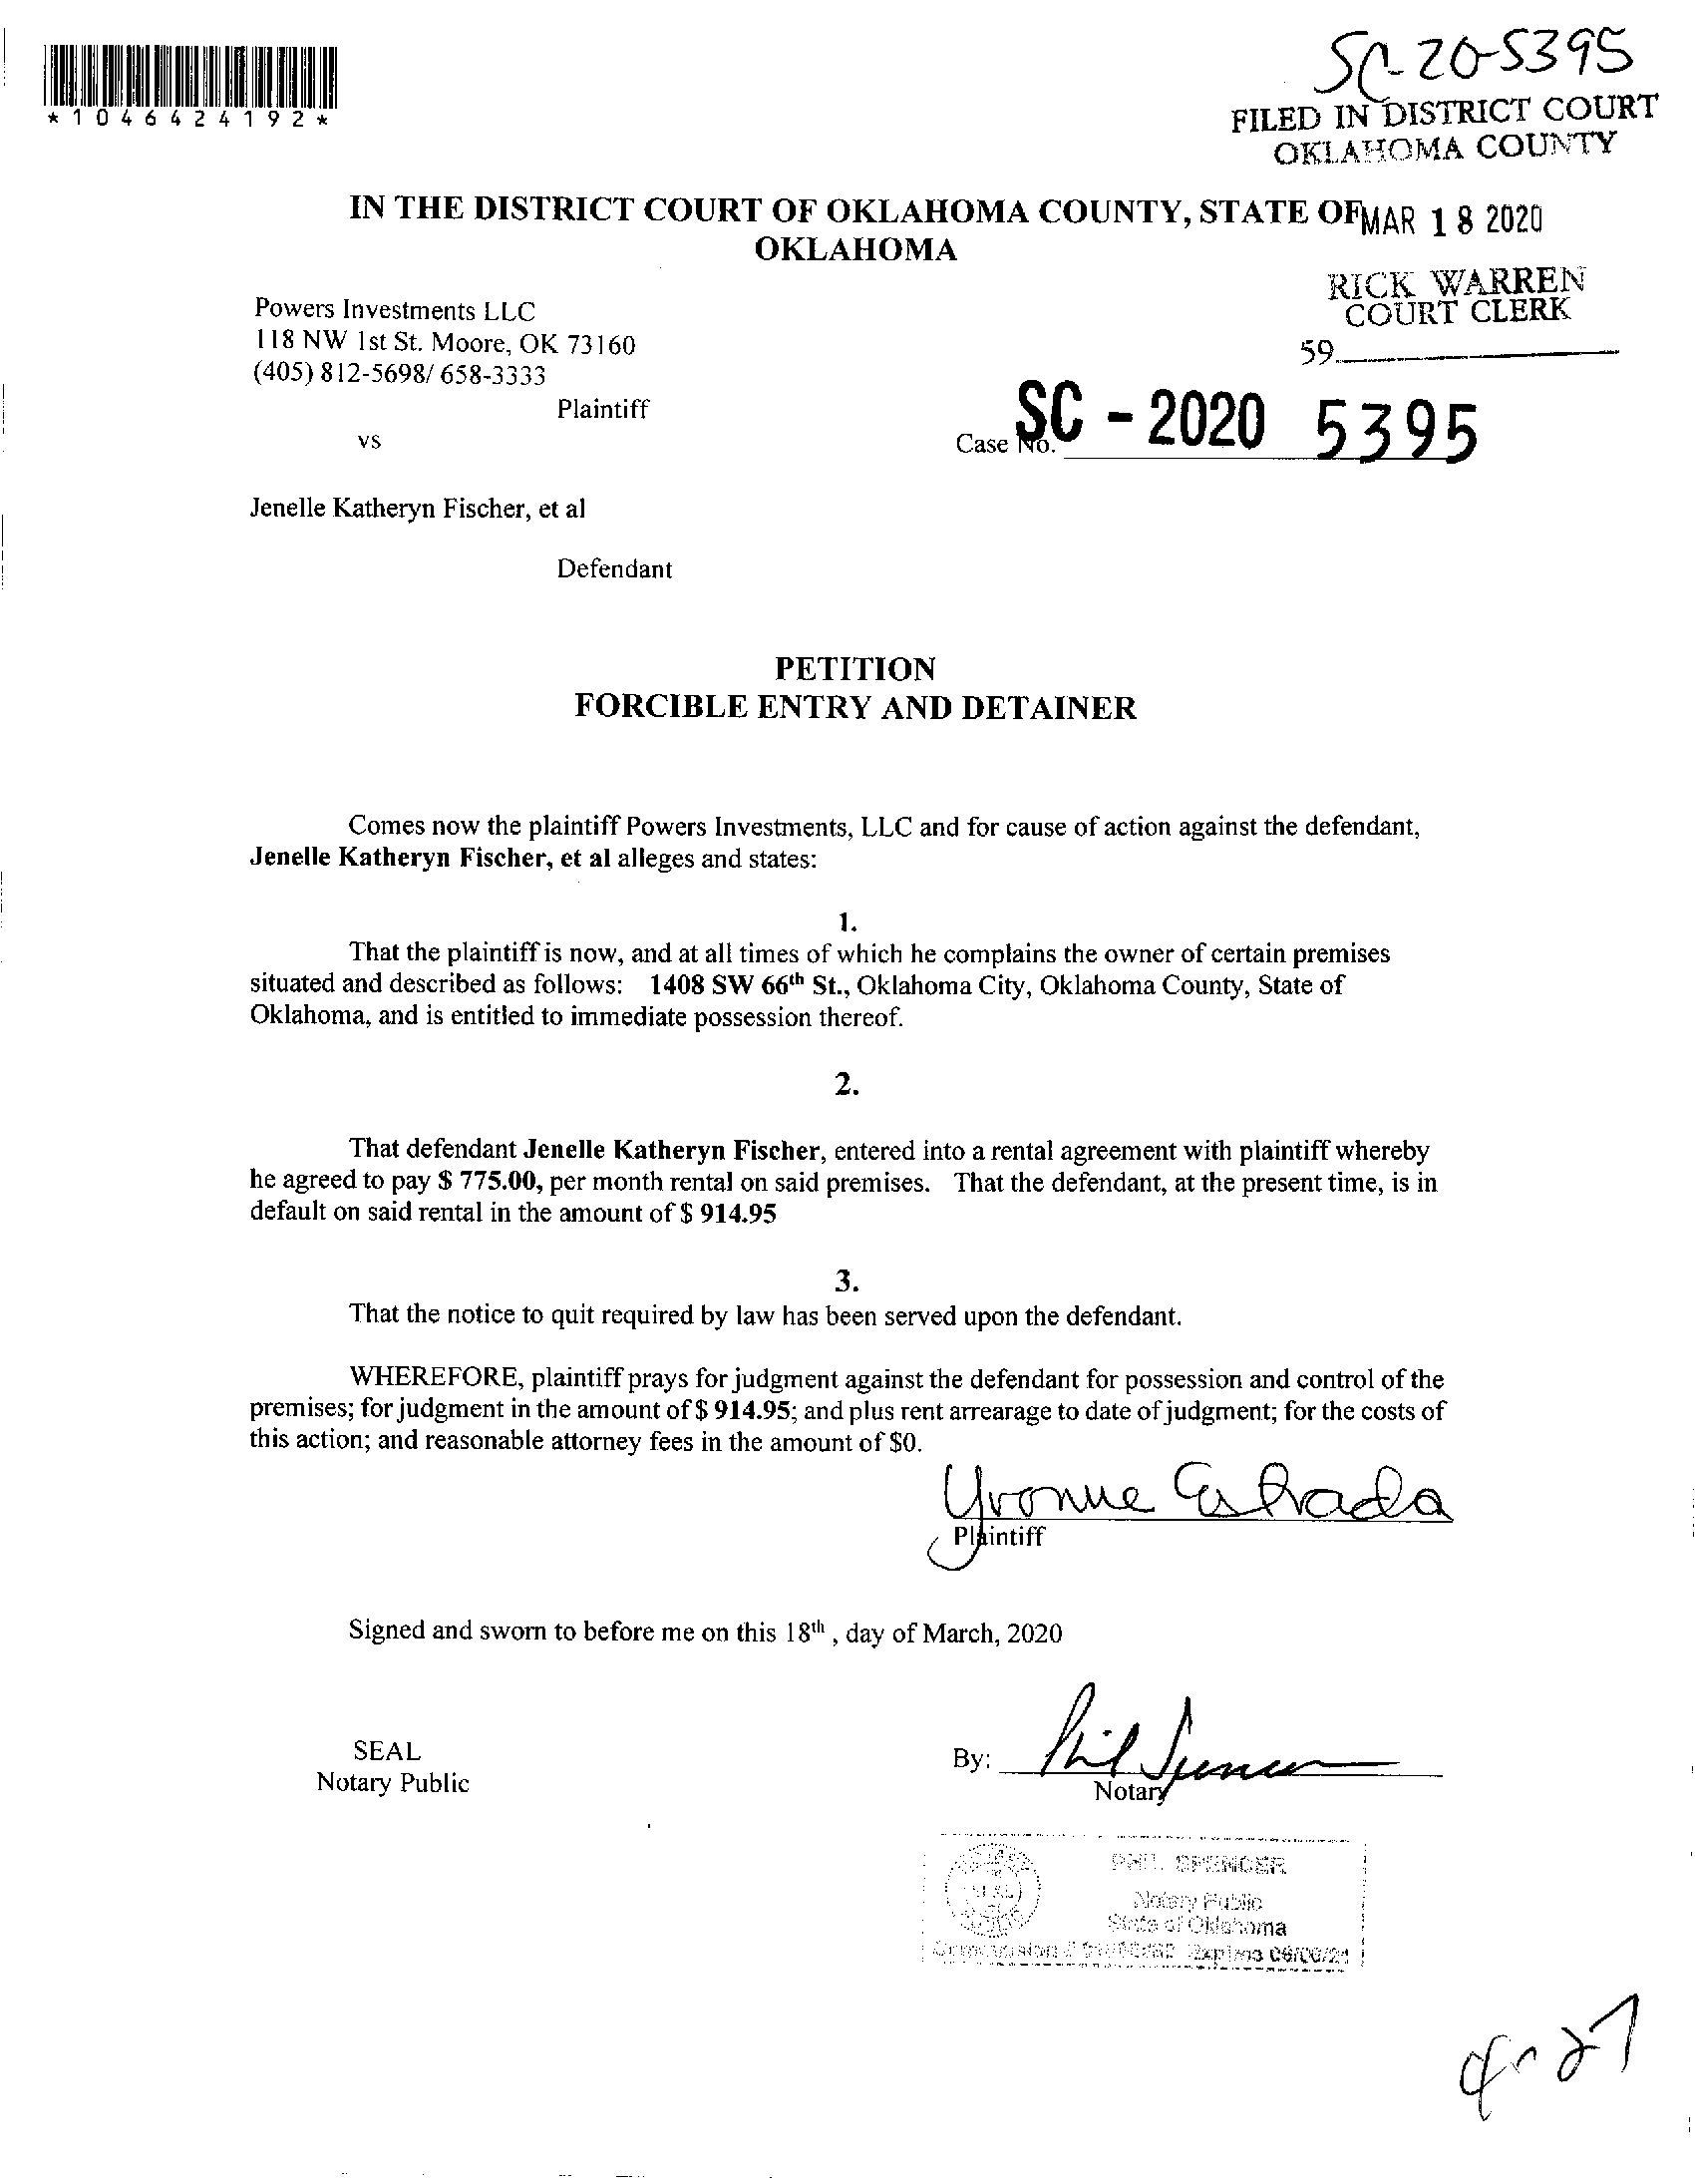 SC-20-5395
*1046424192*
FILED IN DISTRICT COURT
OKLAHOMA COUNTY
IN THE DISTRICT COURT OF OKLAHOMA COUNTY, STATE OF
MAR 18 2020
OKLAHOMA
RICK WARREN
COURT CLERK
59
Powers Investments LLC
118 NW 1st St. Moore, OK 73160
(405) 812-5698/ 658-3333
Plaintiff
vs
Case No. SC - 2020 5395
Jenelle Katheryn Fischer, et al
Defendant
PETITION
FORCIBLE ENTRY AND DETAINER
Comes now the plaintiff Powers Investments, LLC and for cause of action against the defendant,
Jenelle Katheryn Fischer, et al alleges and states:
1.
That the plaintiff is now, and at all times of which he complains the owner of certain premises
situated and described as follows: 1408 SW 66th St., Oklahoma City, Oklahoma County, State of
Oklahoma, and is entitled to immediate possession thereof.
2.
That defendant Jenelle Katheryn Fischer, entered into a rental agreement with plaintiff whereby
he agreed to pay $ 775.00, per month rental on said premises. That the defendant, at the present time, is in
default on said rental in the amount of $ 914.95
3.
That the notice to quit required by law has been served upon the defendant.
WHEREFORE, plaintiff prays for judgment against the defendant for possession and control of the
premises; for judgment in the amount of $ 914.95; and plus rent arrearage to date of judgment; for the costs of
this action; and reasonable attorney fees in the amount of $0.
Yvonne Estrada
Plaintiff
Signed and sworn to before me on this 18th , day of March, 2020
SEAL
Notary Public
By: Phil Spencer
Notary
PHIL SPENCER
SEAL
Notary Public
State of Oklahoma
Commission # Expires
4-27